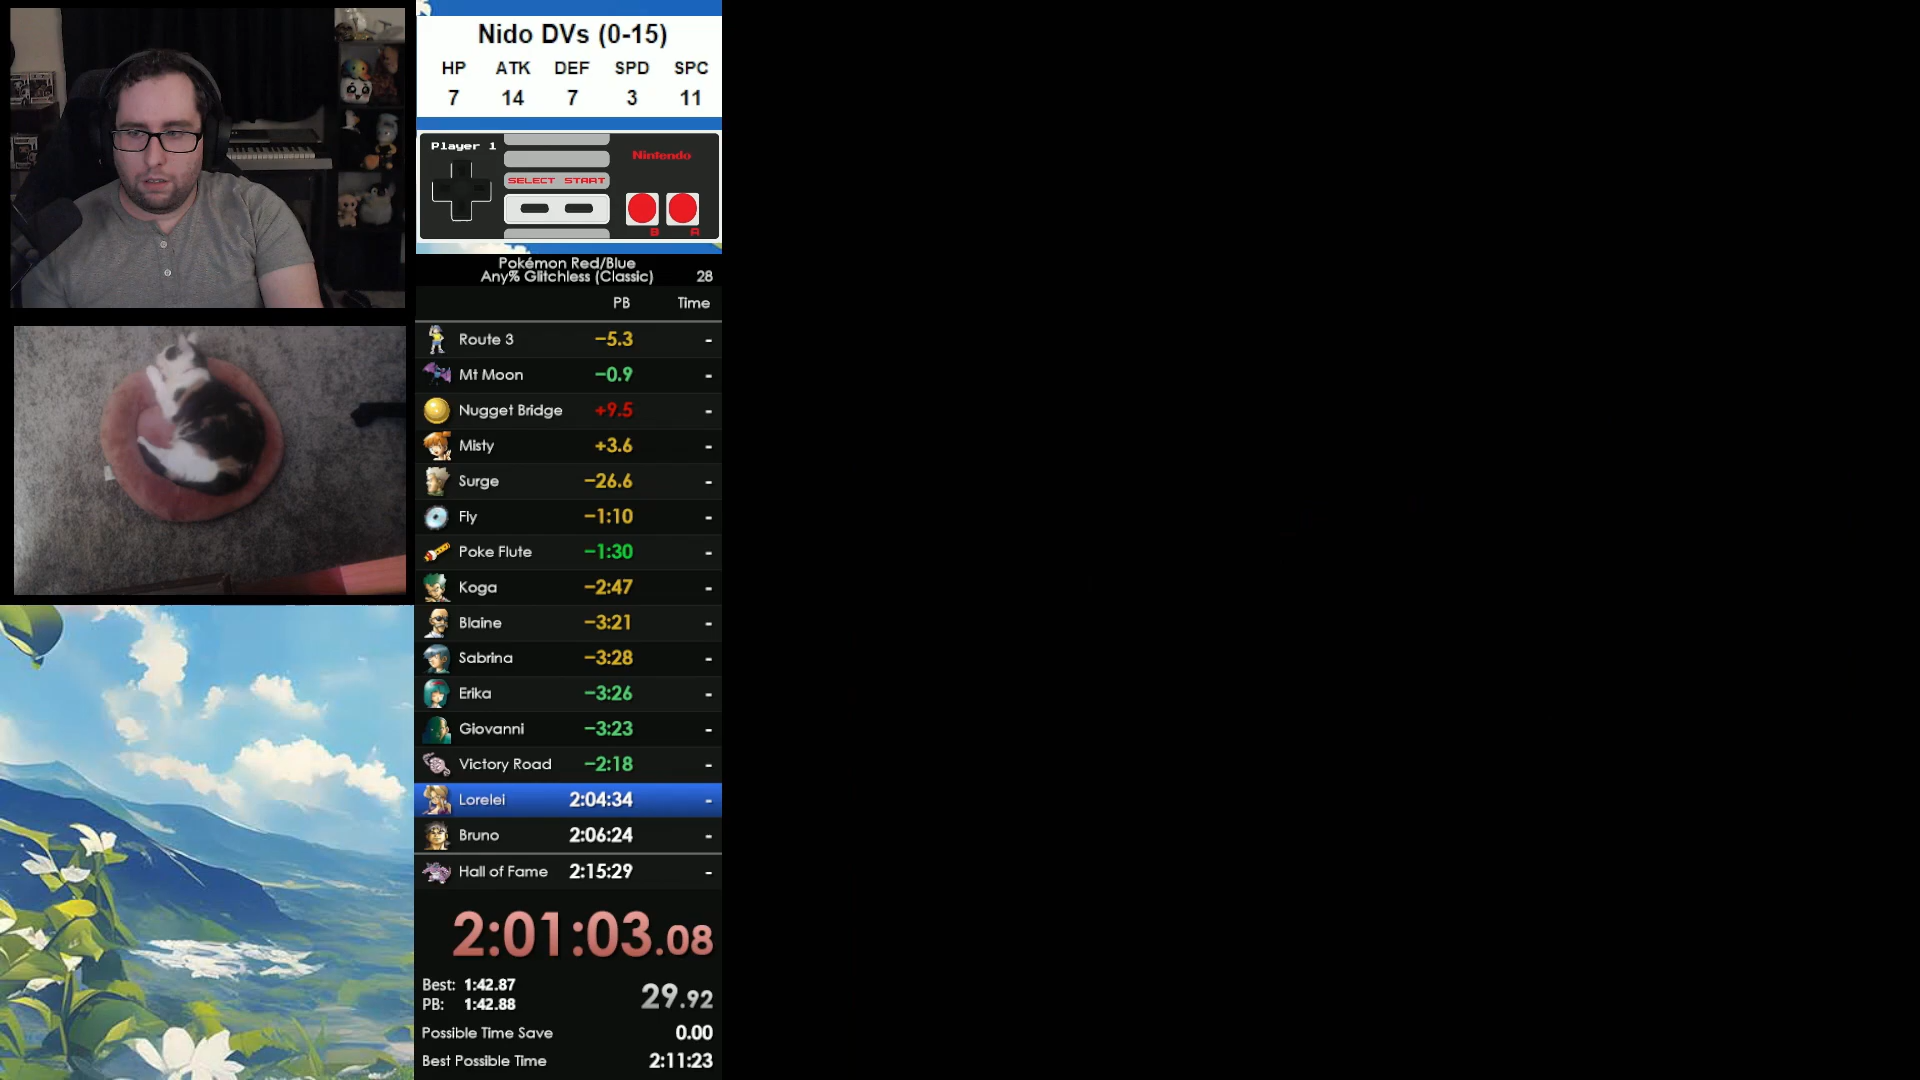 Nido DVs (0-15)
HP ATK DEF SPD SPC
7 14 7 3 11
Player 1
Nintendo
SELECT START
B A
Pokémon Red/Blue
Any% Glitchless (Classic) 28
PB Time
Route 3 −5.3 -
Mt Moon −0.9 -
Nugget Bridge +9.5 -
Misty +3.6 -
Surge −26.6 -
Fly −1:10 -
Poke Flute −1:30 -
Koga −2:47 -
Blaine −3:21 -
Sabrina −3:28 -
Erika −3:26 -
Giovanni −3:23 -
Victory Road −2:18 -
Lorelei 2:04:34 -
Bruno 2:06:24 -
Hall of Fame 2:15:29 -
2:01:03.08
Best: 1:42.87
PB: 1:42.88
29.92
Possible Time Save 0.00
Best Possible Time 2:11:23